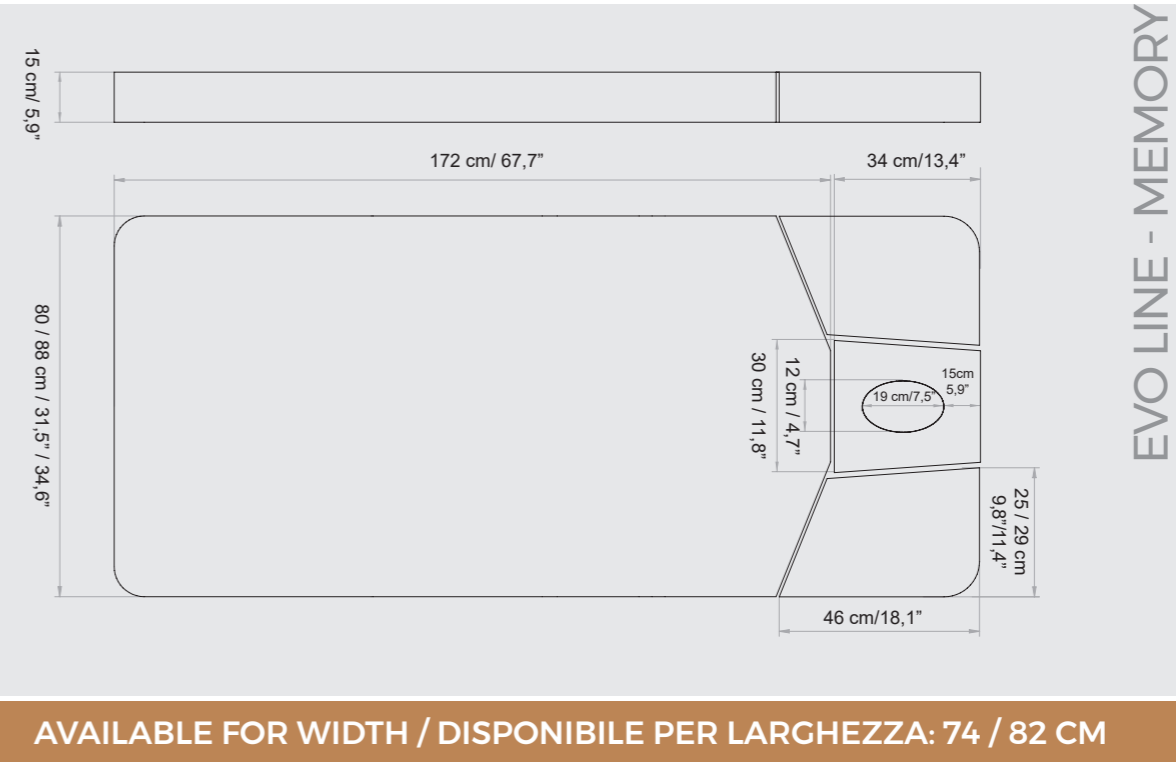 15 cm/ 5,9”
172 cm/ 67,7”
34 cm/13,4”
80 / 88 cm / 31,5” / 34,6”
30 cm / 11,8”
12 cm / 4,7”
19 cm/7,5”
15cm
5,9”
25 / 29 cm
9,8”/11,4”
46 cm/18,1”
EVO LINE - MEMORY
AVAILABLE FOR WIDTH / DISPONIBILE PER LARGHEZZA: 74 / 82 CM